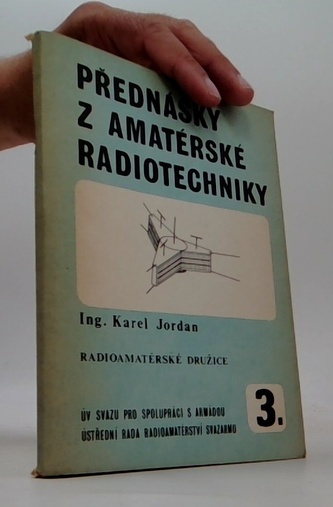 PŘEDNÁŠKY
Z AMATÉRSKÉ
RADIOTECHNIKY
Ing. Karel Jordan
RADIOAMATÉRSKÉ DRUŽICE
3.
ÚV SVAZU PRO SPOLUPRÁCI S ARMÁDOU
ÚSTŘEDNÍ RADA RADIOAMATÉRSTVÍ SVAZARMU